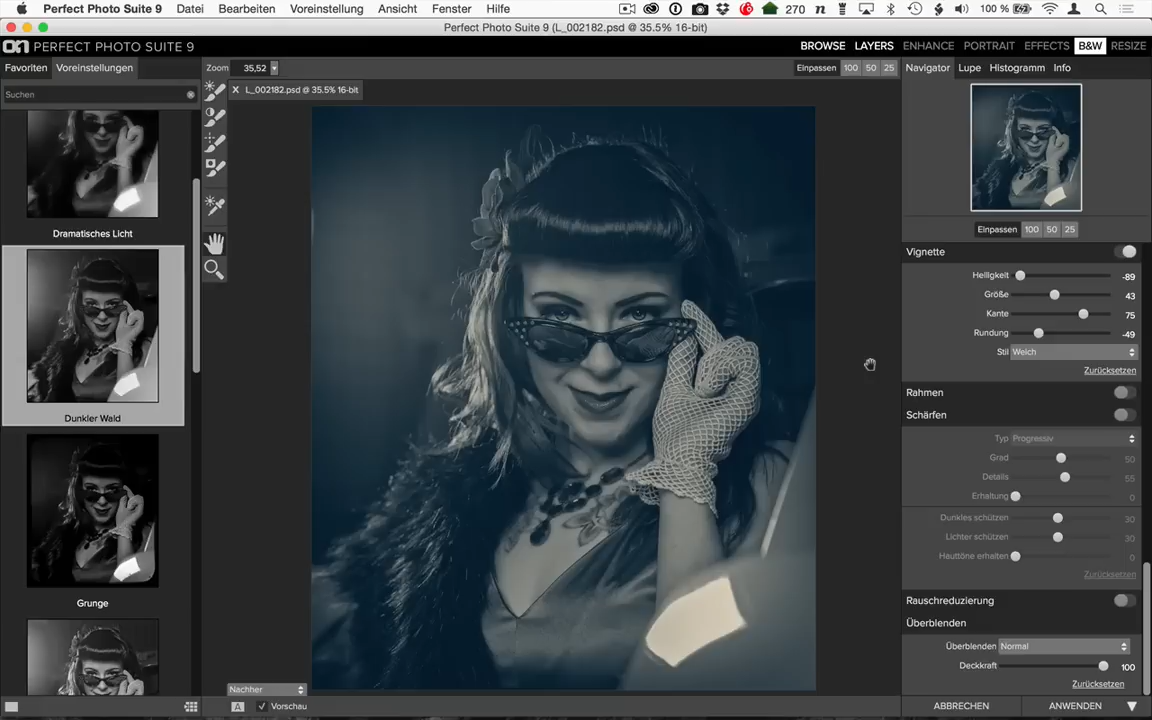 Perfect Photo Suite 9 Datei Bearbeiten Voreinstellung Ansicht Fenster Hilfe 270 100 %
Perfect Photo Suite 9 (L_002182.psd @ 35.5% 16-bit)
on PERFECT PHOTO SUITE 9 BROWSE LAYERS ENHANCE PORTRAIT EFFECTS B&W RESIZE
Favoriten Voreinstellungen Zoom 35,52 Einpassen 100 50 25 Navigator Lupe Histogramm Info
Suchen
x L_002182.psd @ 35.5% 16-bit
Dramatisches Licht
Dunkler Wald
Grunge
Einpassen 100 50 25
Vignette
Helligkeit -89
Größe 43
Kante 75
Rundung -49
Stil Weich
Zurücksetzen
Rahmen
Schärfen
Typ Progressiv
Grad 50
Details 55
Erhaltung 0
Dunkles schützen 30
Lichter schützen 30
Hauttöne erhalten 0
Zurücksetzen
Rauschreduzierung
Überblenden
Überblenden Normal
Deckkraft 100
Zurücksetzen
Nachher
A Vorschau
ABBRECHEN ANWENDEN